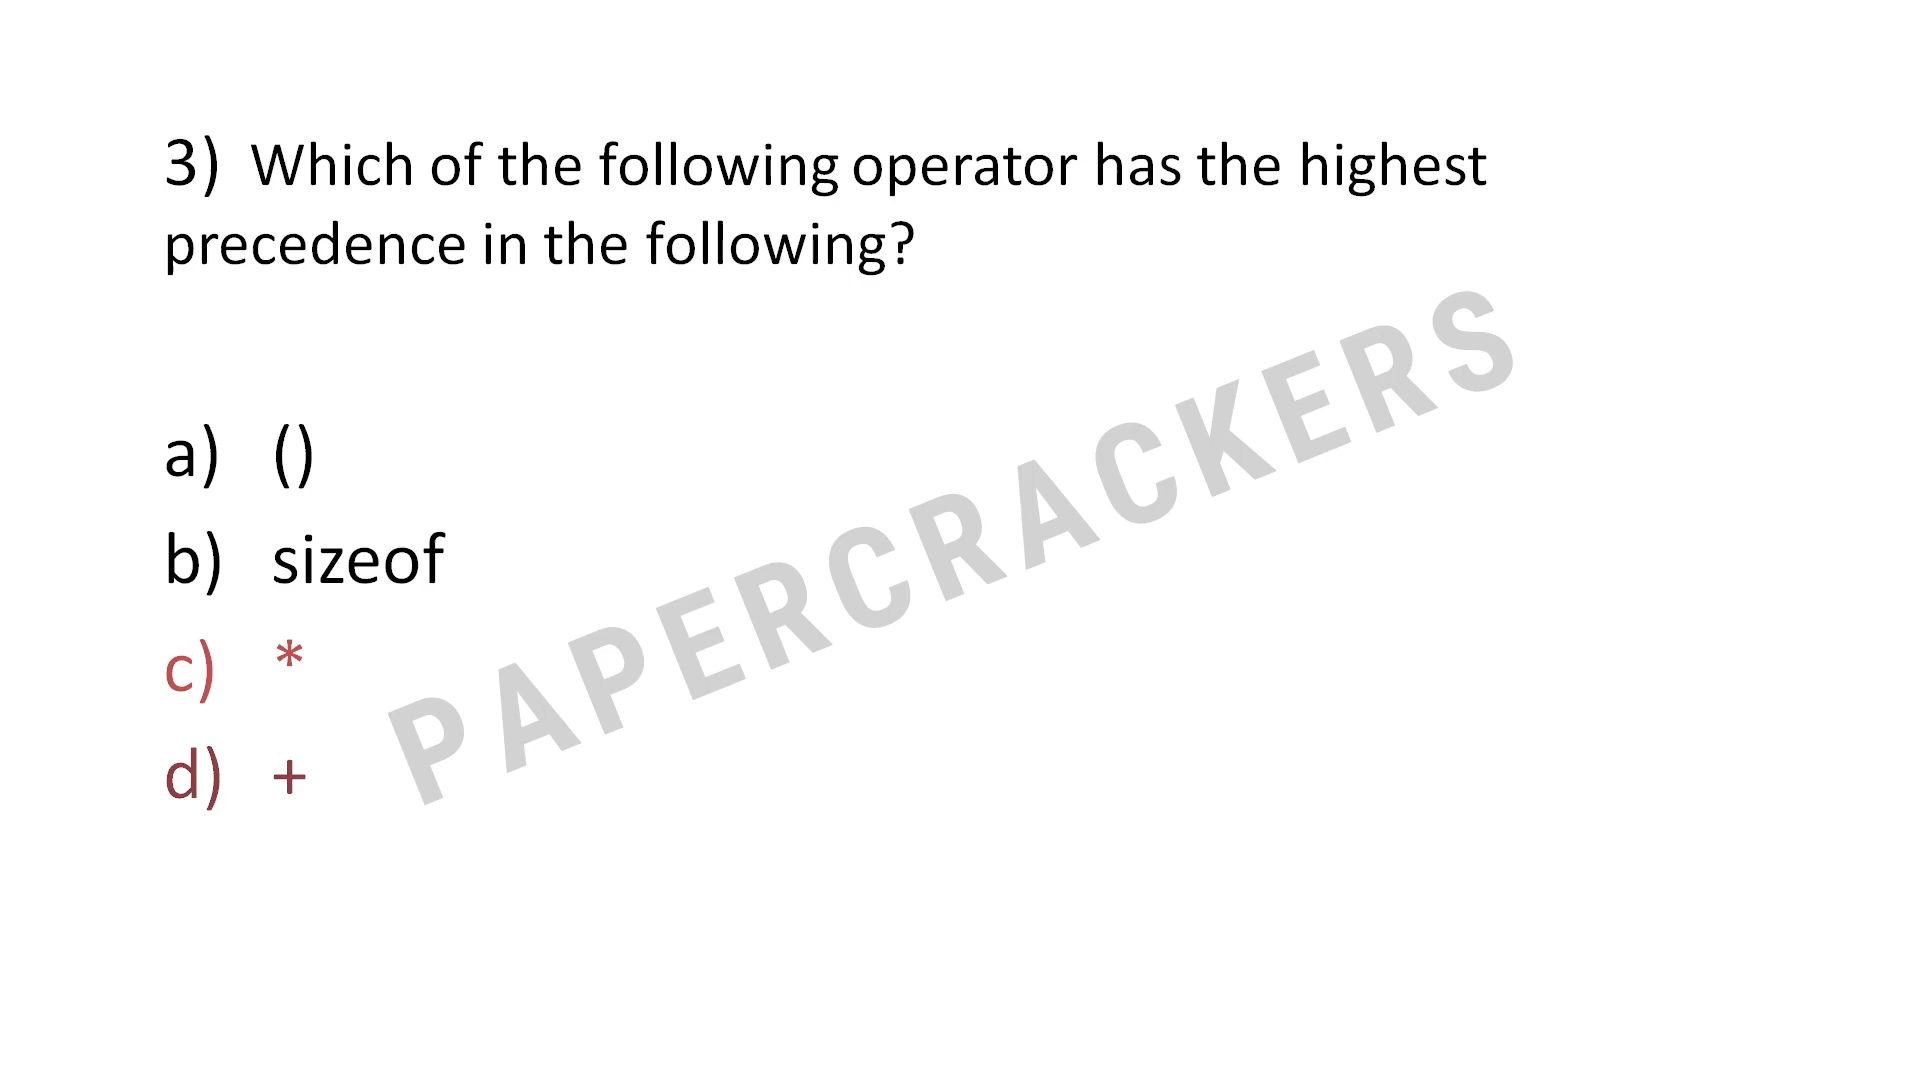 3) Which of the following operator has the highest
precedence in the following?
a) ()
b) sizeof
c) *
d) +
PAPERCRACKERS